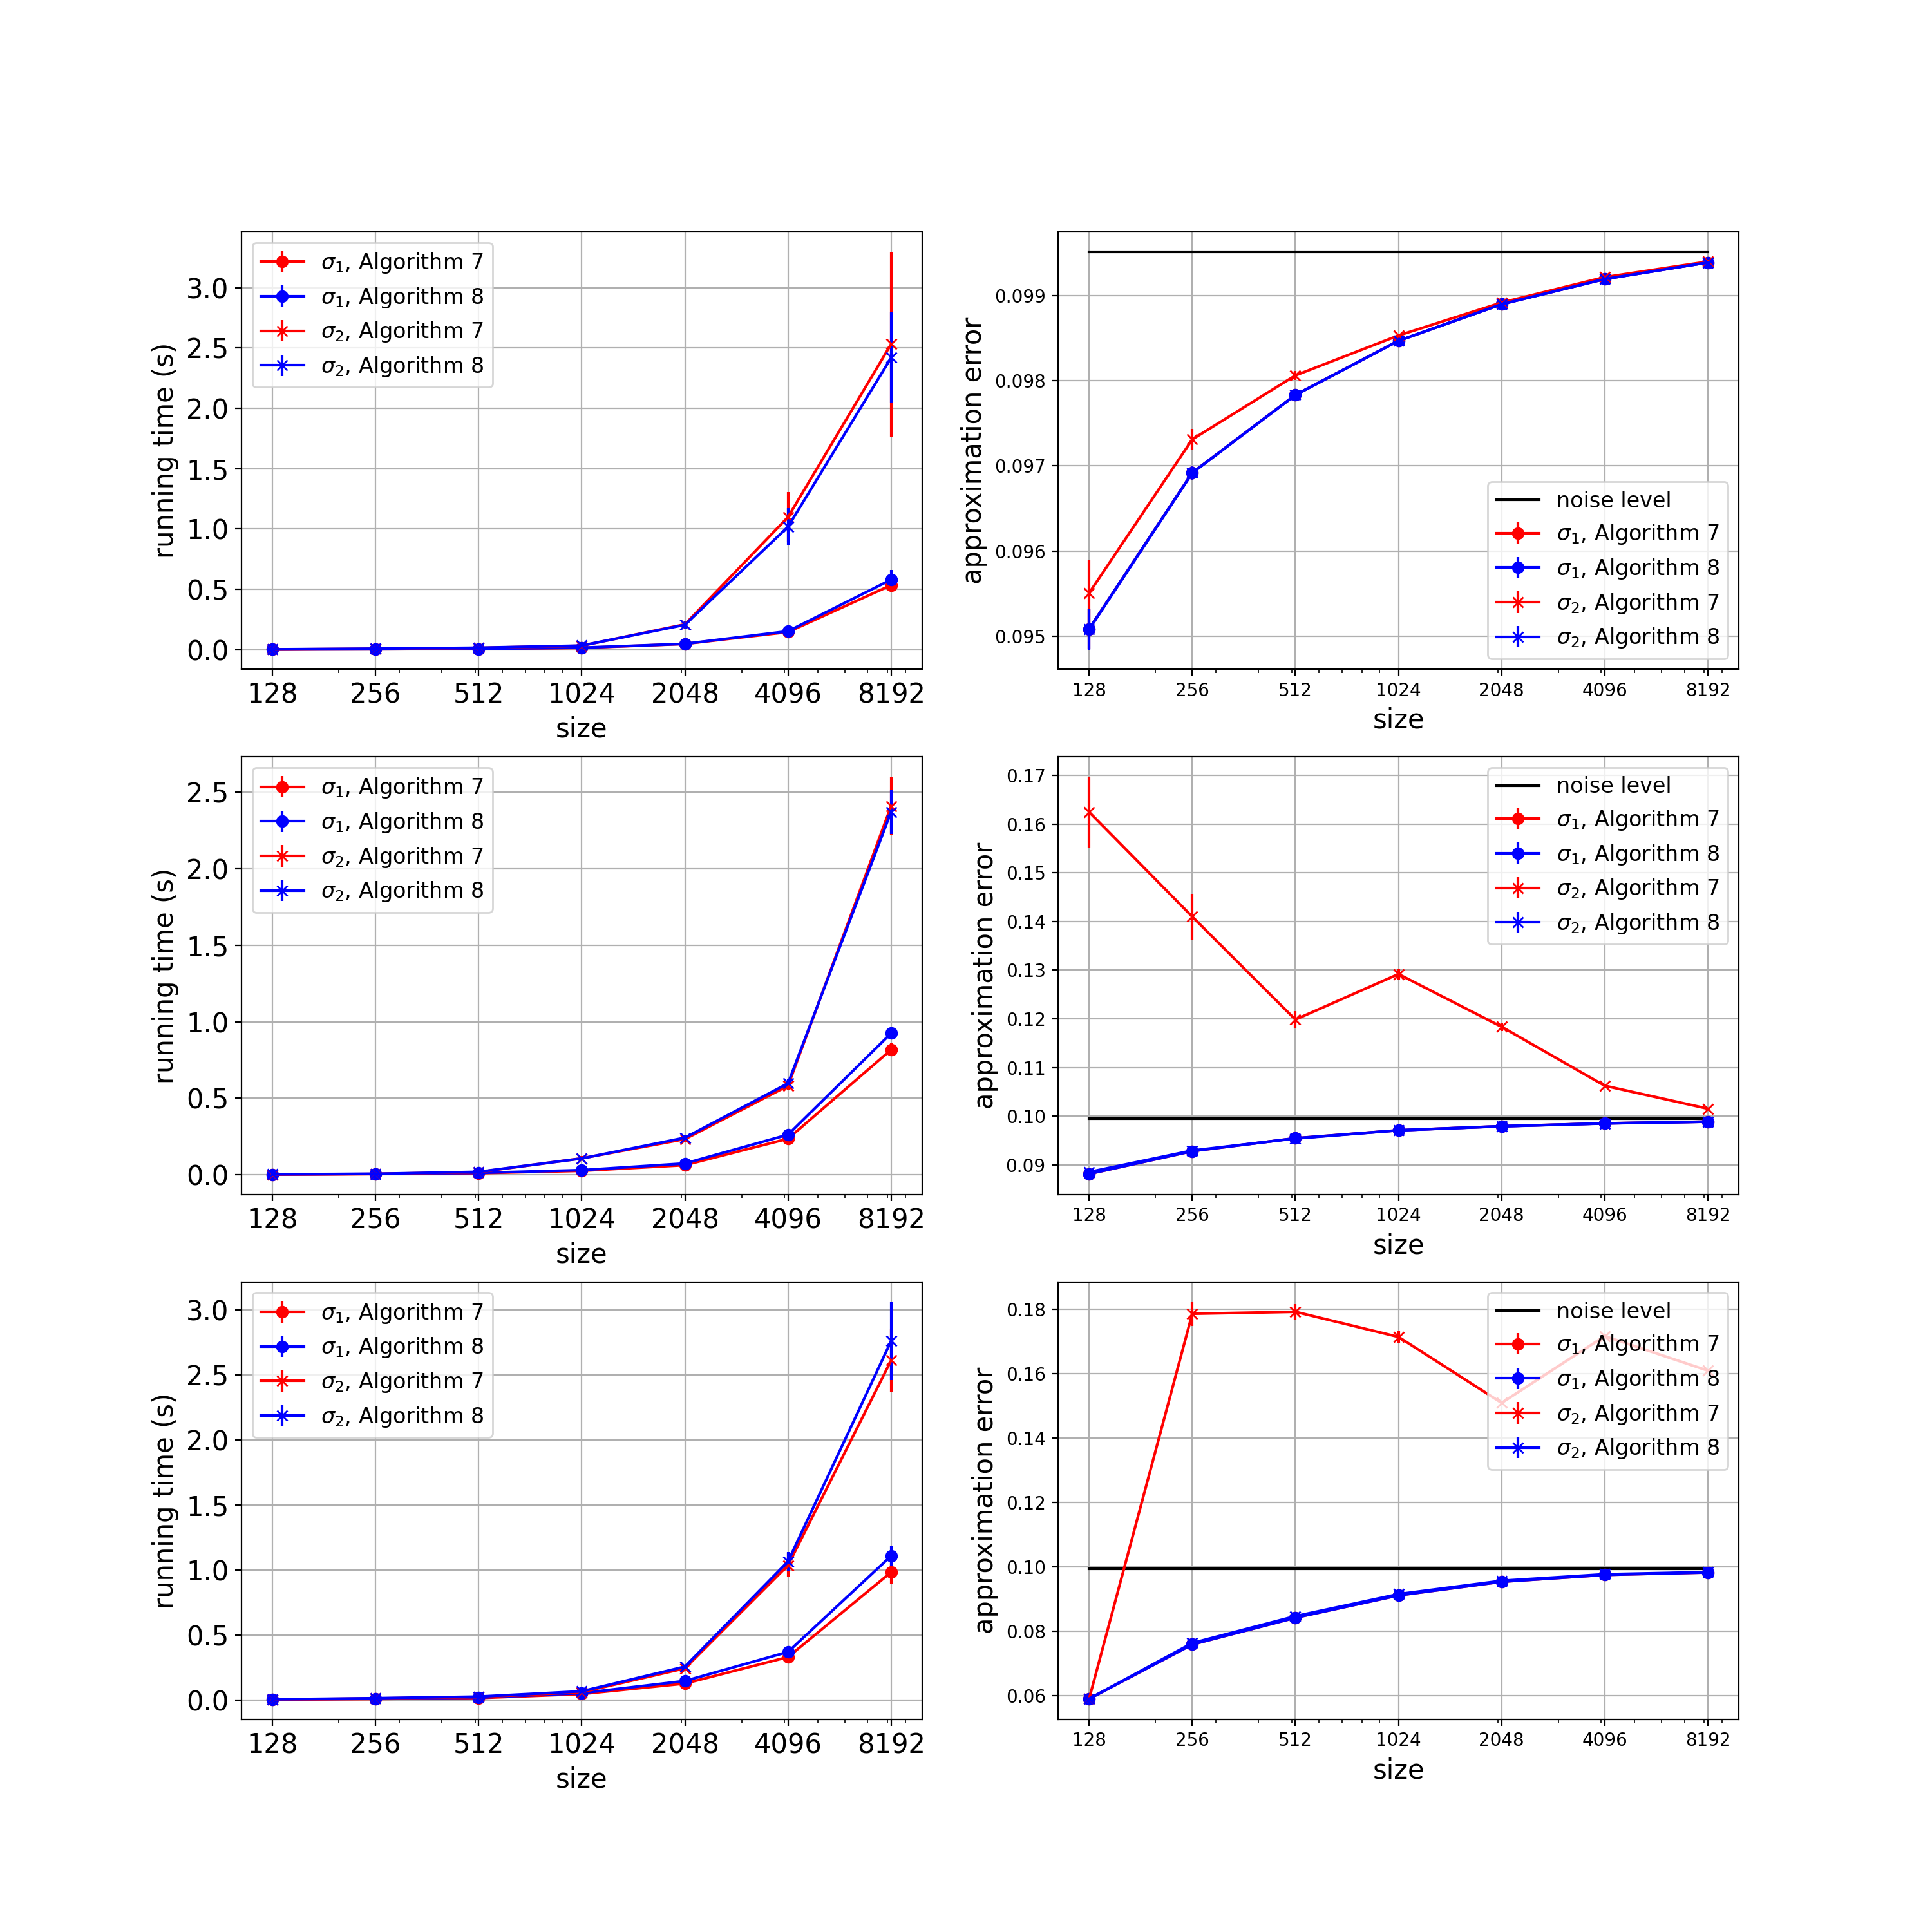 running time (s)
3.0
2.5
2.0
1.5
1.0
0.5
0.0
σ1, Algorithm 7
σ1, Algorithm 8
σ2, Algorithm 7
σ2, Algorithm 8
128 256 512 1024 2048 4096 8192
size
approximation error
0.099
0.098
0.097
0.096
0.095
noise level
σ1, Algorithm 7
σ1, Algorithm 8
σ2, Algorithm 7
σ2, Algorithm 8
128 256 512 1024 2048 4096 8192
size
running time (s)
2.5
2.0
1.5
1.0
0.5
0.0
σ1, Algorithm 7
σ1, Algorithm 8
σ2, Algorithm 7
σ2, Algorithm 8
128 256 512 1024 2048 4096 8192
size
approximation error
0.17
0.16
0.15
0.14
0.13
0.12
0.11
0.10
0.09
noise level
σ1, Algorithm 7
σ1, Algorithm 8
σ2, Algorithm 7
σ2, Algorithm 8
128 256 512 1024 2048 4096 8192
size
running time (s)
3.0
2.5
2.0
1.5
1.0
0.5
0.0
σ1, Algorithm 7
σ1, Algorithm 8
σ2, Algorithm 7
σ2, Algorithm 8
128 256 512 1024 2048 4096 8192
size
approximation error
0.18
0.16
0.14
0.12
0.10
0.08
0.06
noise level
σ1, Algorithm 7
σ1, Algorithm 8
σ2, Algorithm 7
σ2, Algorithm 8
128 256 512 1024 2048 4096 8192
size